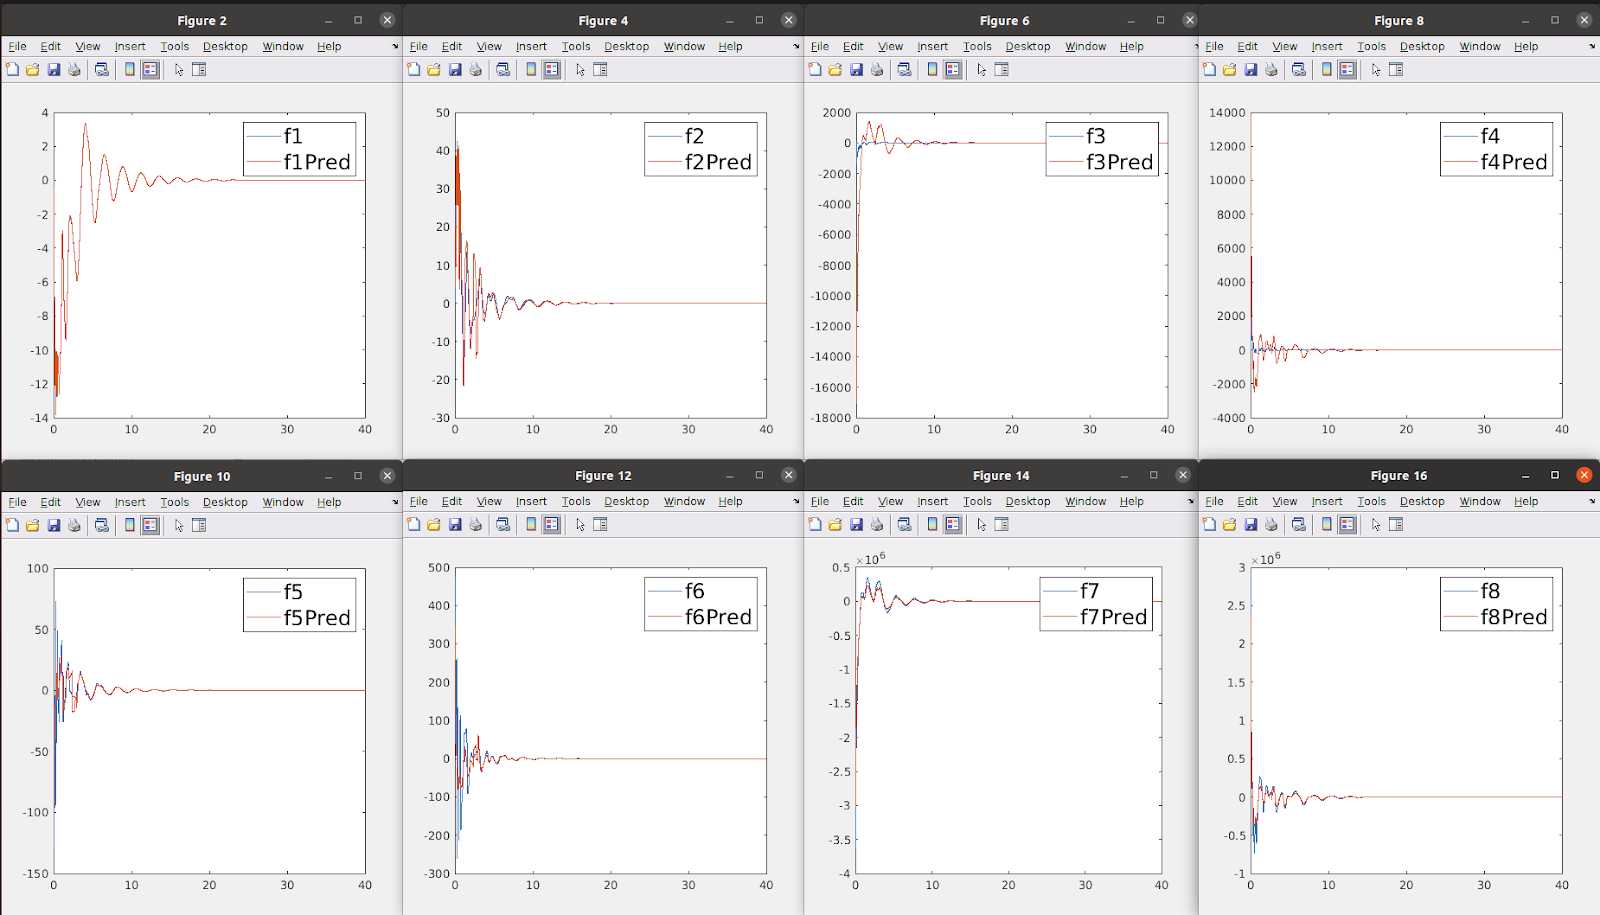 Figure 2
File Edit View Insert Tools Desktop Window Help
4
2
0
-2
-4
-6
-8
-10
-12
-14
0 10 20 30 40
f1
f1Pred
Figure 4
File Edit View Insert Tools Desktop Window Help
50
40
30
20
10
0
-10
-20
-30
0 10 20 30 40
f2
f2Pred
Figure 6
File Edit View Insert Tools Desktop Window Help
2000
0
-2000
-4000
-6000
-8000
-10000
-12000
-14000
-16000
-18000
0 10 20 30 40
f3
f3Pred
Figure 8
File Edit View Insert Tools Desktop Window Help
14000
12000
10000
8000
6000
4000
2000
0
-2000
-4000
0 10 20 30 40
f4
f4Pred
Figure 10
File Edit View Insert Tools Desktop Window Help
100
50
0
-50
-100
-150
0 10 20 30 40
f5
f5Pred
Figure 12
File Edit View Insert Tools Desktop Window Help
500
400
300
200
100
0
-100
-200
-300
0 10 20 30 40
f6
f6Pred
Figure 14
File Edit View Insert Tools Desktop Window Help
×10⁶
0.5
0
-0.5
-1
-1.5
-2
-2.5
-3
-3.5
-4
0 10 20 30 40
f7
f7Pred
Figure 16
File Edit View Insert Tools Desktop Window Help
×10⁶
3
2.5
2
1.5
1
0.5
0
-0.5
-1
0 10 20 30 40
f8
f8Pred